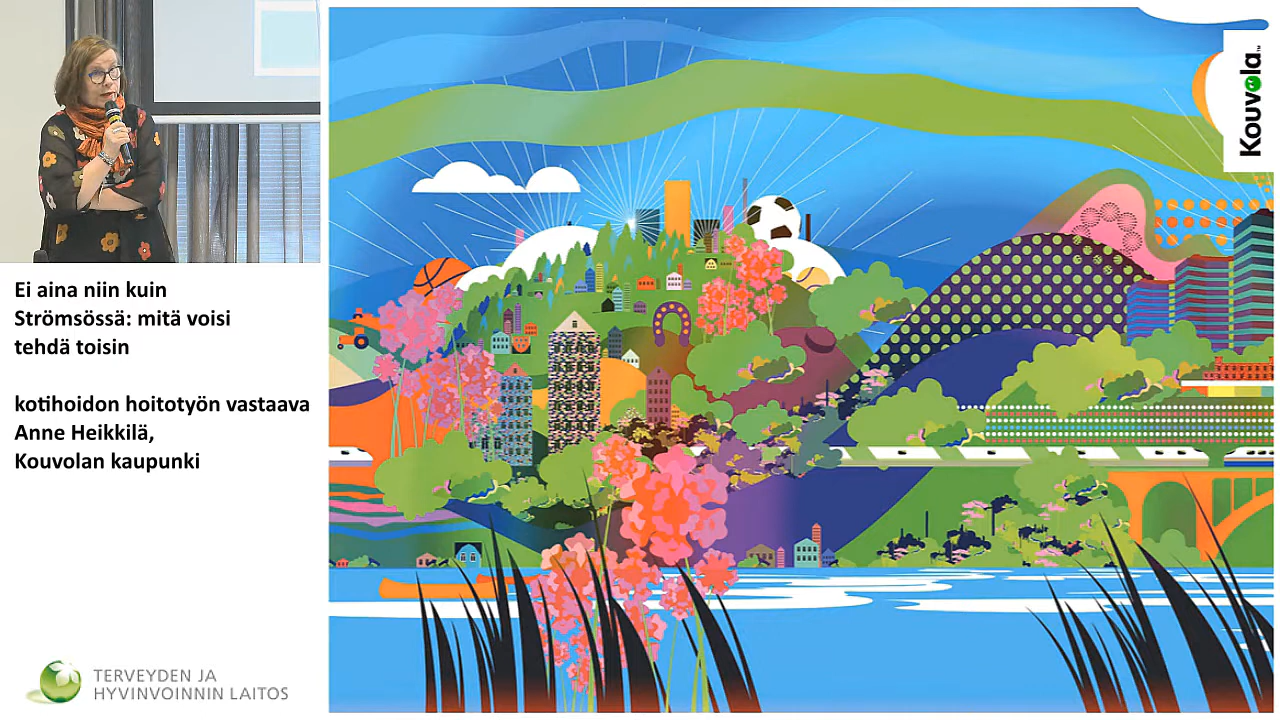 Ei aina niin kuin
Strömsössä: mitä voisi
tehdä toisin
kotihoidon hoitotyön vastaava
Anne Heikkilä,
Kouvolan kaupunki
TERVEYDEN JA
HYVINVOINNIN LAITOS
Kouvola™